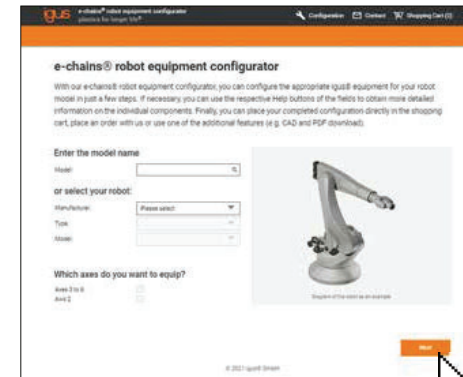 igus e-chains® robot equipment configurator
plastics for longer life®
Configurator Contact Shopping Cart (0)
e-chains® robot equipment configurator
With our e-chains® robot equipment configurator, you can configure the appropriate igus® equipment for your robot
model in just a few steps. If necessary, you can use the respective Help buttons of the fields to obtain more detailed
information on the individual components. Finally, you can place your completed configuration directly in the shopping
cart, place an order with us or use one of the additional features (e.g. CAD and PDF download).
Enter the model name
Model:
or select your robot:
Manufacturer: Please select
Type:
Model:
Which axes do you want to equip?
Axes 3 to 6
Axis 2
Diagram of the robot as an example
Next
© 2021 igus® GmbH